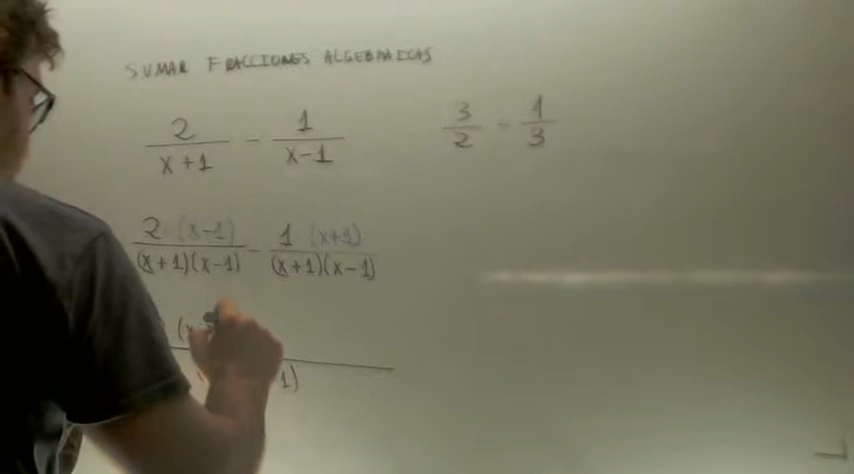 SUMAR FRACCIONES ALGEBRAICAS
2/(x+1) - 1/(x-1)
3/2 - 1/3
2 (x-1)/(x+1)(x-1) - 1 (x+1)/(x+1)(x-1)
(x
1)